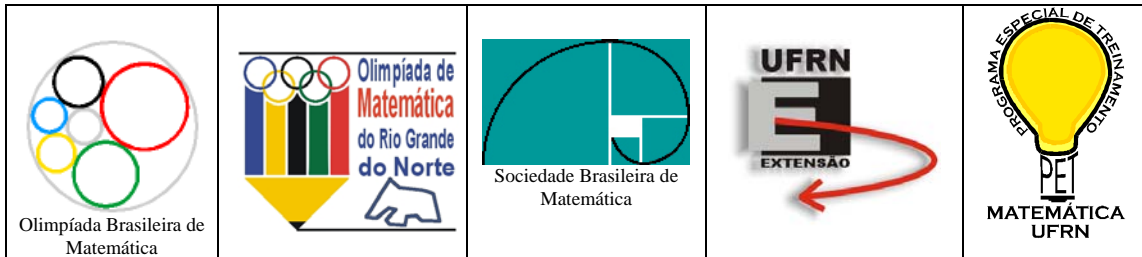 Olimpíada Brasileira de
Matemática
Olimpíada de
Matemática
do Rio Grande
do Norte
Sociedade Brasileira de
Matemática
UFRN
E
EXTENSÃO
PROGRAMA ESPECIAL DE TREINAMENTO
PET
MATEMÁTICA
UFRN